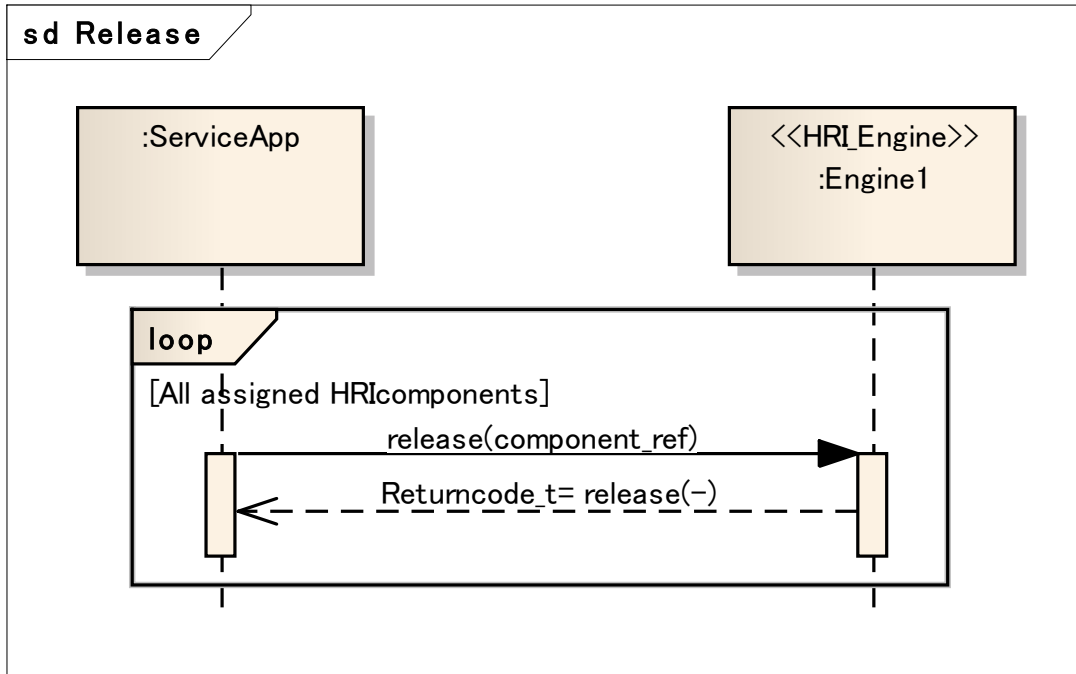 sd Release
:ServiceApp
<<HRI_Engine>>
:Engine1
loop
[All assigned HRIcomponents]
release(component_ref)
Returncode_t= release(-)